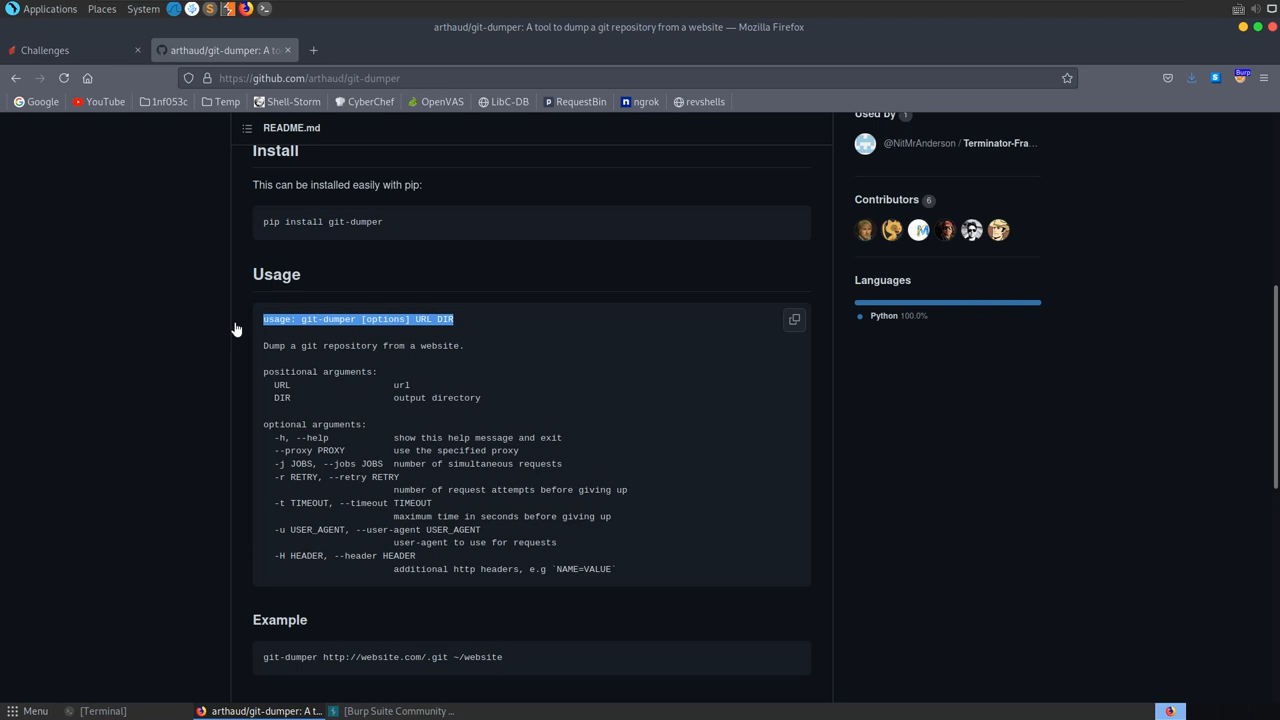 Applications Places System
arthaud/git-dumper: A tool to dump a git repository from a website — Mozilla Firefox
Challenges
arthaud/git-dumper: A to
https://github.com/arthaud/git-dumper
Burp
Google YouTube 1nf053c Temp Shell-Storm CyberChef OpenVAS LibC-DB RequestBin ngrok revshells
README.md
Used by 1
@NitMrAnderson / Terminator-Fra...
Install
This can be installed easily with pip:
pip install git-dumper
Contributors 6
Usage
Languages
Python 100.0%
usage: git-dumper [options] URL DIR
Dump a git repository from a website.
positional arguments:
URL url
DIR output directory
optional arguments:
-h, --help show this help message and exit
--proxy PROXY use the specified proxy
-j JOBS, --jobs JOBS number of simultaneous requests
-r RETRY, --retry RETRY
number of request attempts before giving up
-t TIMEOUT, --timeout TIMEOUT
maximum time in seconds before giving up
-u USER_AGENT, --user-agent USER_AGENT
user-agent to use for requests
-H HEADER, --header HEADER
additional http headers, e.g `NAME=VALUE`
Example
git-dumper http://website.com/.git ~/website
Menu [Terminal] arthaud/git-dumper: A t... [Burp Suite Community ...